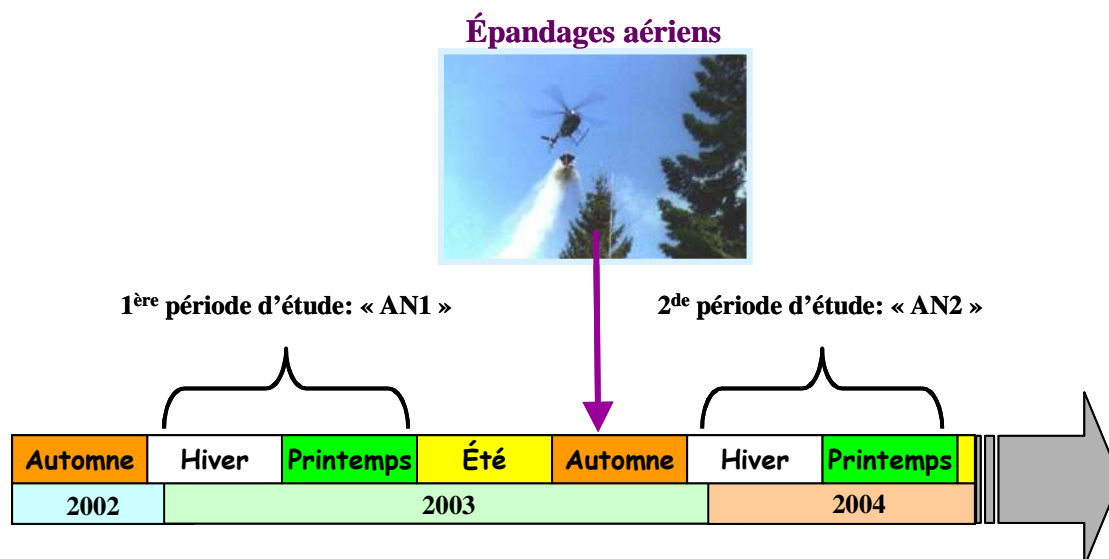 Épandages aériens
1ère période d'étude: « AN1 »
2de période d'étude: « AN2 »
Automne Hiver Printemps Été Automne Hiver Printemps
2002 2003 2004